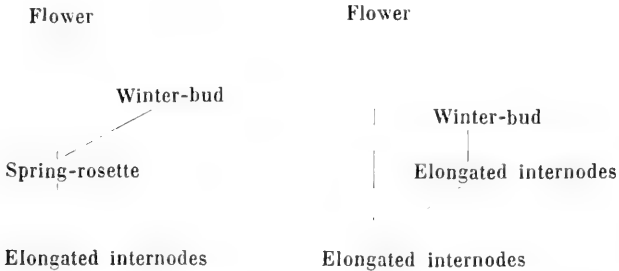 Flower
Winter-bud
Spring-rosette
Elongated internodes
Flower
Winter-bud
Elongated internodes
Elongated internodes